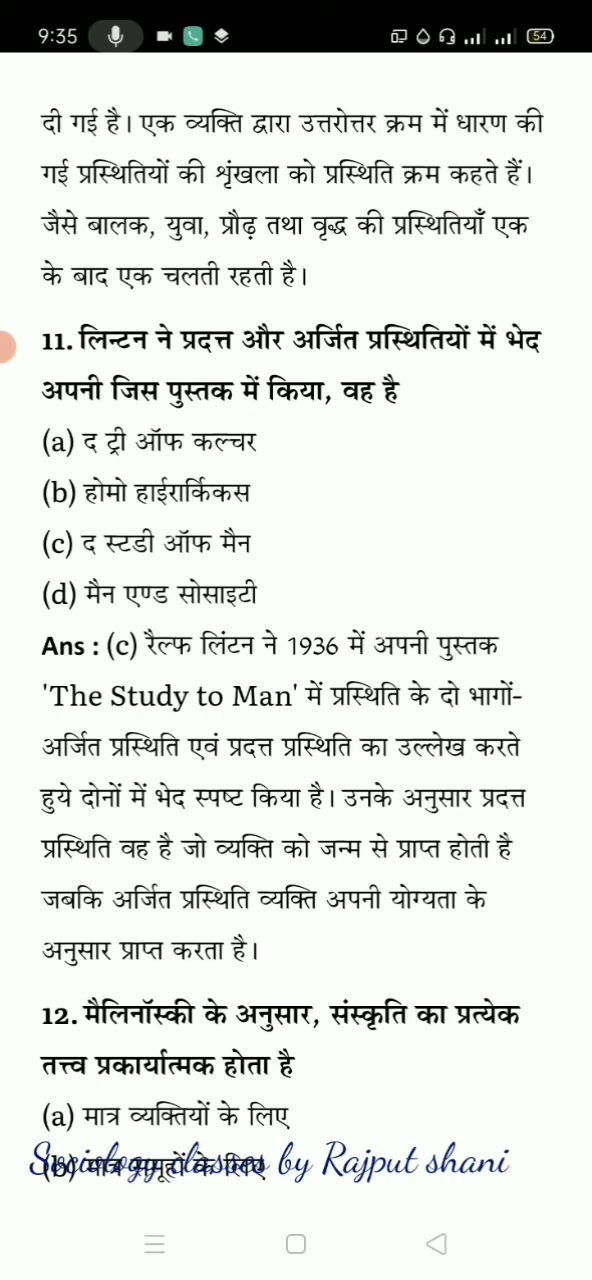 9:35
54
दी गई है। एक व्यक्ति द्वारा उत्तरोत्तर क्रम में धारण की
गई प्रस्थितियों की शृंखला को प्रस्थिति क्रम कहते हैं।
जैसे बालक, युवा, प्रौढ़ तथा वृद्ध की प्रस्थितियाँ एक
के बाद एक चलती रहती है।
11. लिन्टन ने प्रदत्त और अर्जित प्रस्थितियों में भेद
अपनी जिस पुस्तक में किया, वह है
(a) द ट्री ऑफ कल्चर
(b) होमो हाईरार्किकस
(c) द स्टडी ऑफ मैन
(d) मैन एण्ड सोसाइटी
Ans : (c) रैल्फ लिंटन ने 1936 में अपनी पुस्तक
'The Study to Man' में प्रस्थिति के दो भागों-
अर्जित प्रस्थिति एवं प्रदत्त प्रस्थिति का उल्लेख करते
हुये दोनों में भेद स्पष्ट किया है। उनके अनुसार प्रदत्त
प्रस्थिति वह है जो व्यक्ति को जन्म से प्राप्त होती है
जबकि अर्जित प्रस्थिति व्यक्ति अपनी योग्यता के
अनुसार प्राप्त करता है।
12. मैलिनॉस्की के अनुसार, संस्कृति का प्रत्येक
तत्त्व प्रकार्यात्मक होता है
(a) मात्र व्यक्तियों के लिए
(b) मात्र समूहों के लिए
Sociology classes by Rajput shani